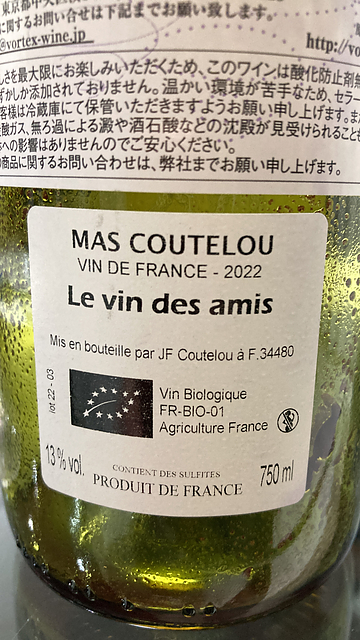 に関するお問い合せは下記までお願い致します。
@vortex-wine.jp
http://vo
しさを最大限にお楽しみいただくため、このワインは酸化防止剤
ずかしか添加されておりません。温かい環境が苦手なため、セラー
客様は冷蔵庫にて保管いただきますようお願い申し上げます。ま
炭酸ガス、無ろ過による澱や酒石酸などの沈殿が見受けられることも
への影響はありませんのでご安心ください。
の商品に関するお問い合わせは、弊社までお願い申し上げます。
MAS COUTELOU
VIN DE FRANCE - 2022
Le vin des amis
Mis en bouteille par JF Coutelou à F.34480
lot 22 - 03
Vin Biologique
FR-BIO-01
Agriculture France
13 % vol.
CONTIENT DES SULFITES
750 ml
PRODUIT DE FRANCE